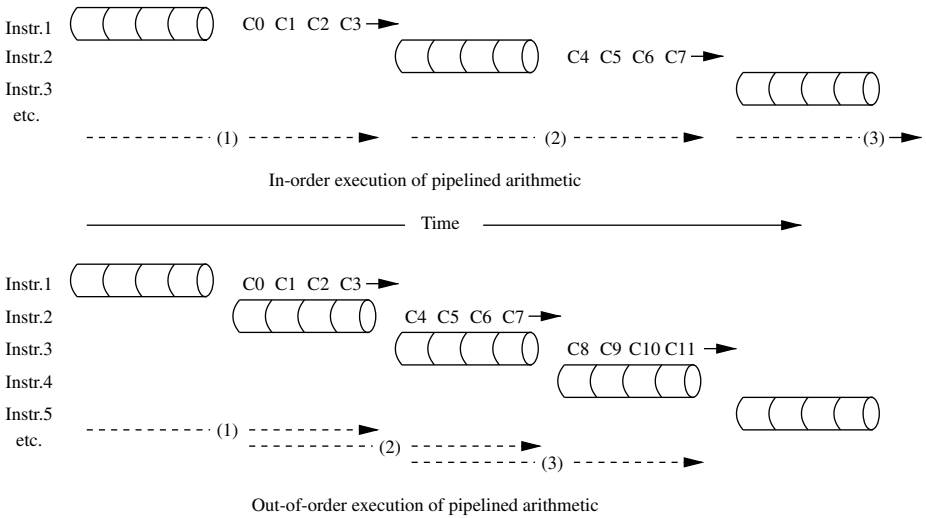 Instr.1 C0 C1 C2 C3
Instr.2 C4 C5 C6 C7
Instr.3
etc.
(1) (2) (3)
In-order execution of pipelined arithmetic
Time
Instr.1 C0 C1 C2 C3
Instr.2 C4 C5 C6 C7
Instr.3 C8 C9 C10 C11
Instr.4
Instr.5
etc.
(1)
(2)
(3)
Out-of-order execution of pipelined arithmetic